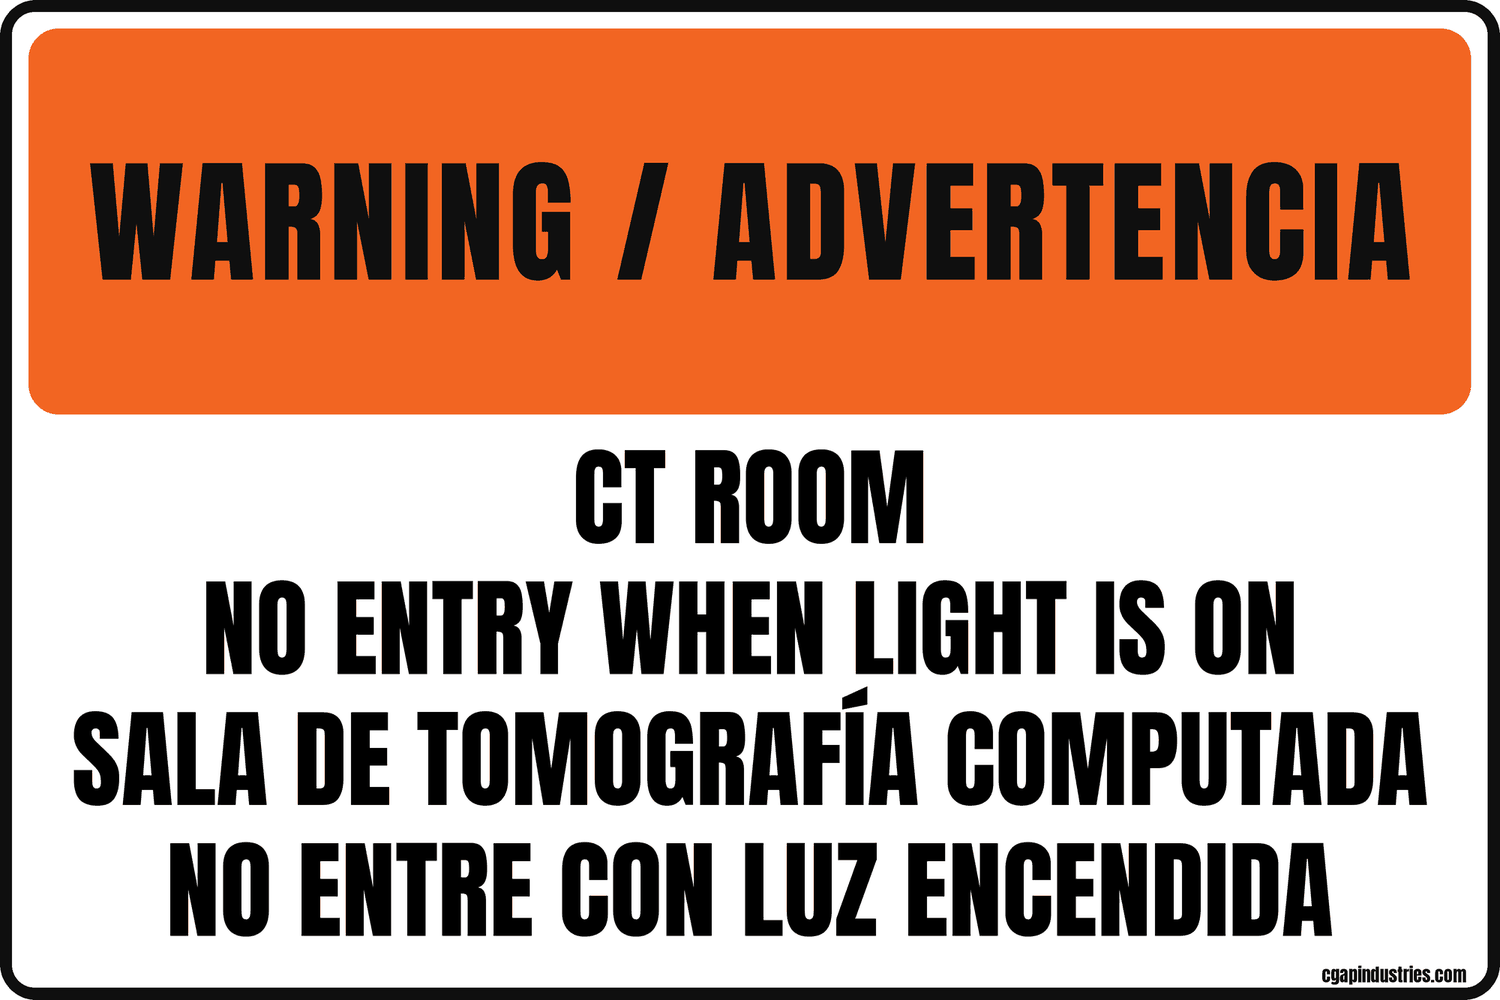 WARNING / ADVERTENCIA
CT ROOM
NO ENTRY WHEN LIGHT IS ON
SALA DE TOMOGRAFÍA COMPUTADA
NO ENTRE CON LUZ ENCENDIDA
cgapindustries.com